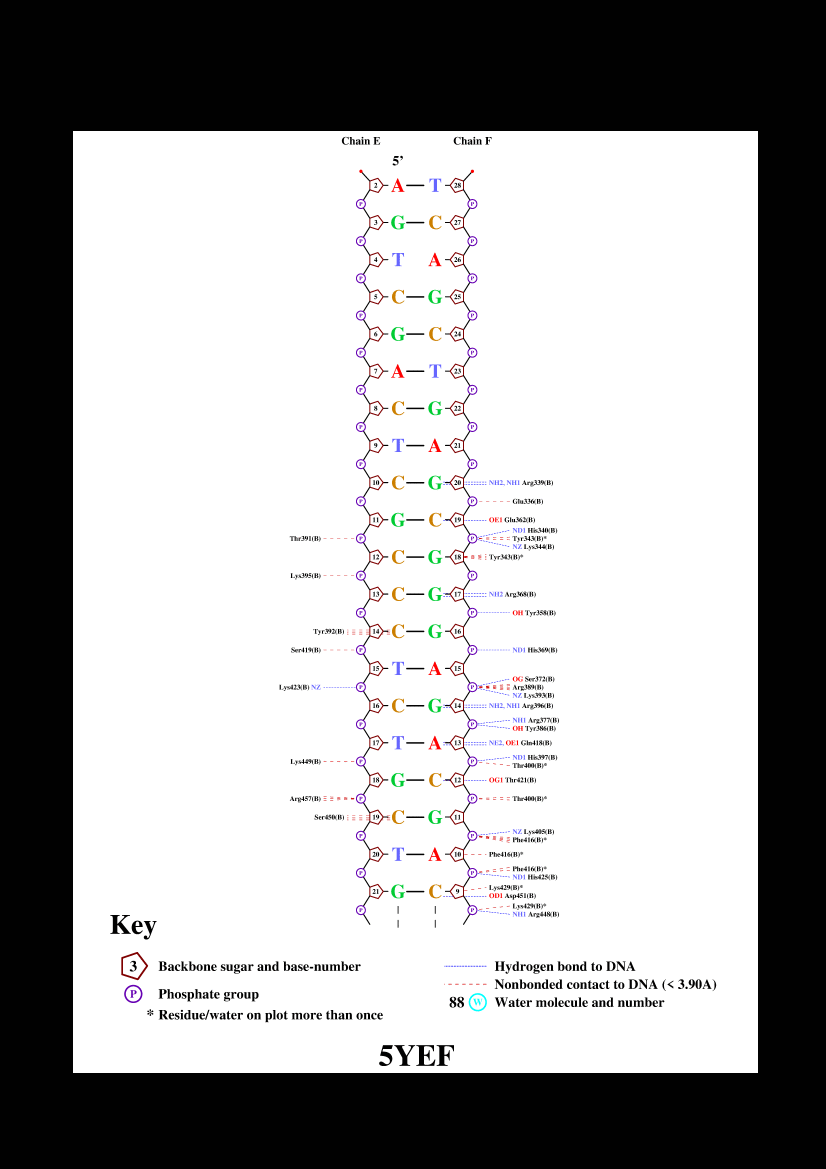 Chain E Chain F
5'
2 A T 28
P P
3 G C 27
P P
4 T A 26
P P
5 C G 25
P P
6 G C 24
P P
7 A T 23
P P
8 C G 22
P P
9 T A 21
P P
10 C G 20 NH2, NH1 Arg339(B)
P P Glu336(B)
11 G C 19 OE1 Glu362(B)
ND1 His340(B)
Thr391(B) P P Tyr343(B)*
NZ Lys344(B)
12 C G 18 Tyr343(B)*
Lys395(B) P P
13 C G 17 NH2 Arg368(B)
P P OH Tyr358(B)
Tyr392(B) 14 C G 16
Ser419(B) P P ND1 His369(B)
15 T A 15
OG Ser372(B)
Lys423(B) NZ P P Arg389(B)
NZ Lys393(B)
16 C G 14 NH2, NH1 Arg396(B)
NH1 Arg377(B)
P P
OH Tyr386(B)
17 T A 13 NE2, OE1 Gln418(B)
ND1 His397(B)
Lys449(B) P P
Thr400(B)*
18 G C 12 OG1 Thr421(B)
Arg457(B) P P Thr400(B)*
Ser450(B) 19 C G 11
NZ Lys405(B)
P P
Phe416(B)*
20 T A 10 Phe416(B)*
Phe416(B)*
P P
ND1 His425(B)
Lys429(B)*
21 G C 9
OD1 Asp451(B)
Lys429(B)*
P P
NH1 Arg448(B)
Key
3 Backbone sugar and base-number
P Phosphate group
* Residue/water on plot more than once
Hydrogen bond to DNA
Nonbonded contact to DNA (< 3.90A)
88 W Water molecule and number
5YEF